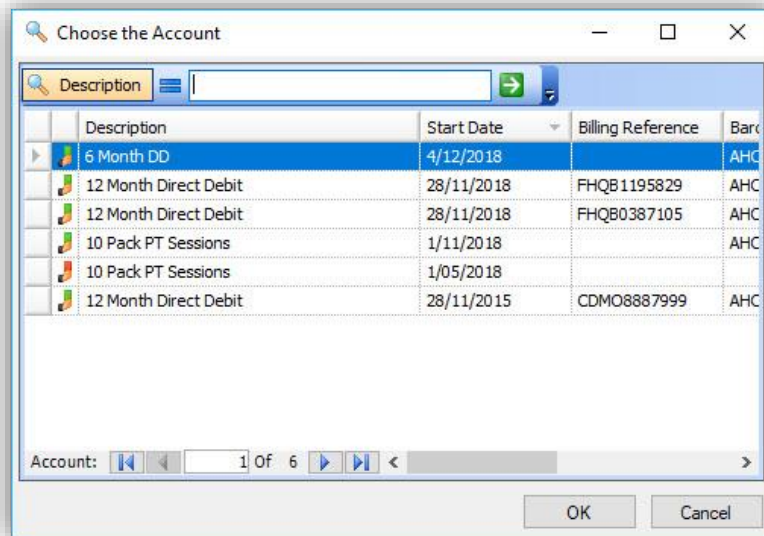 Choose the Account
Description =
Description Start Date Billing Reference Barc
6 Month DD 4/12/2018 AHC
12 Month Direct Debit 28/11/2018 FHQB1195829 AHC
12 Month Direct Debit 28/11/2018 FHQB0387105 AHC
10 Pack PT Sessions 1/11/2018 AHC
10 Pack PT Sessions 1/05/2018
12 Month Direct Debit 28/11/2015 CDMO8887999 AHC
Account: 1 Of 6
OK Cancel